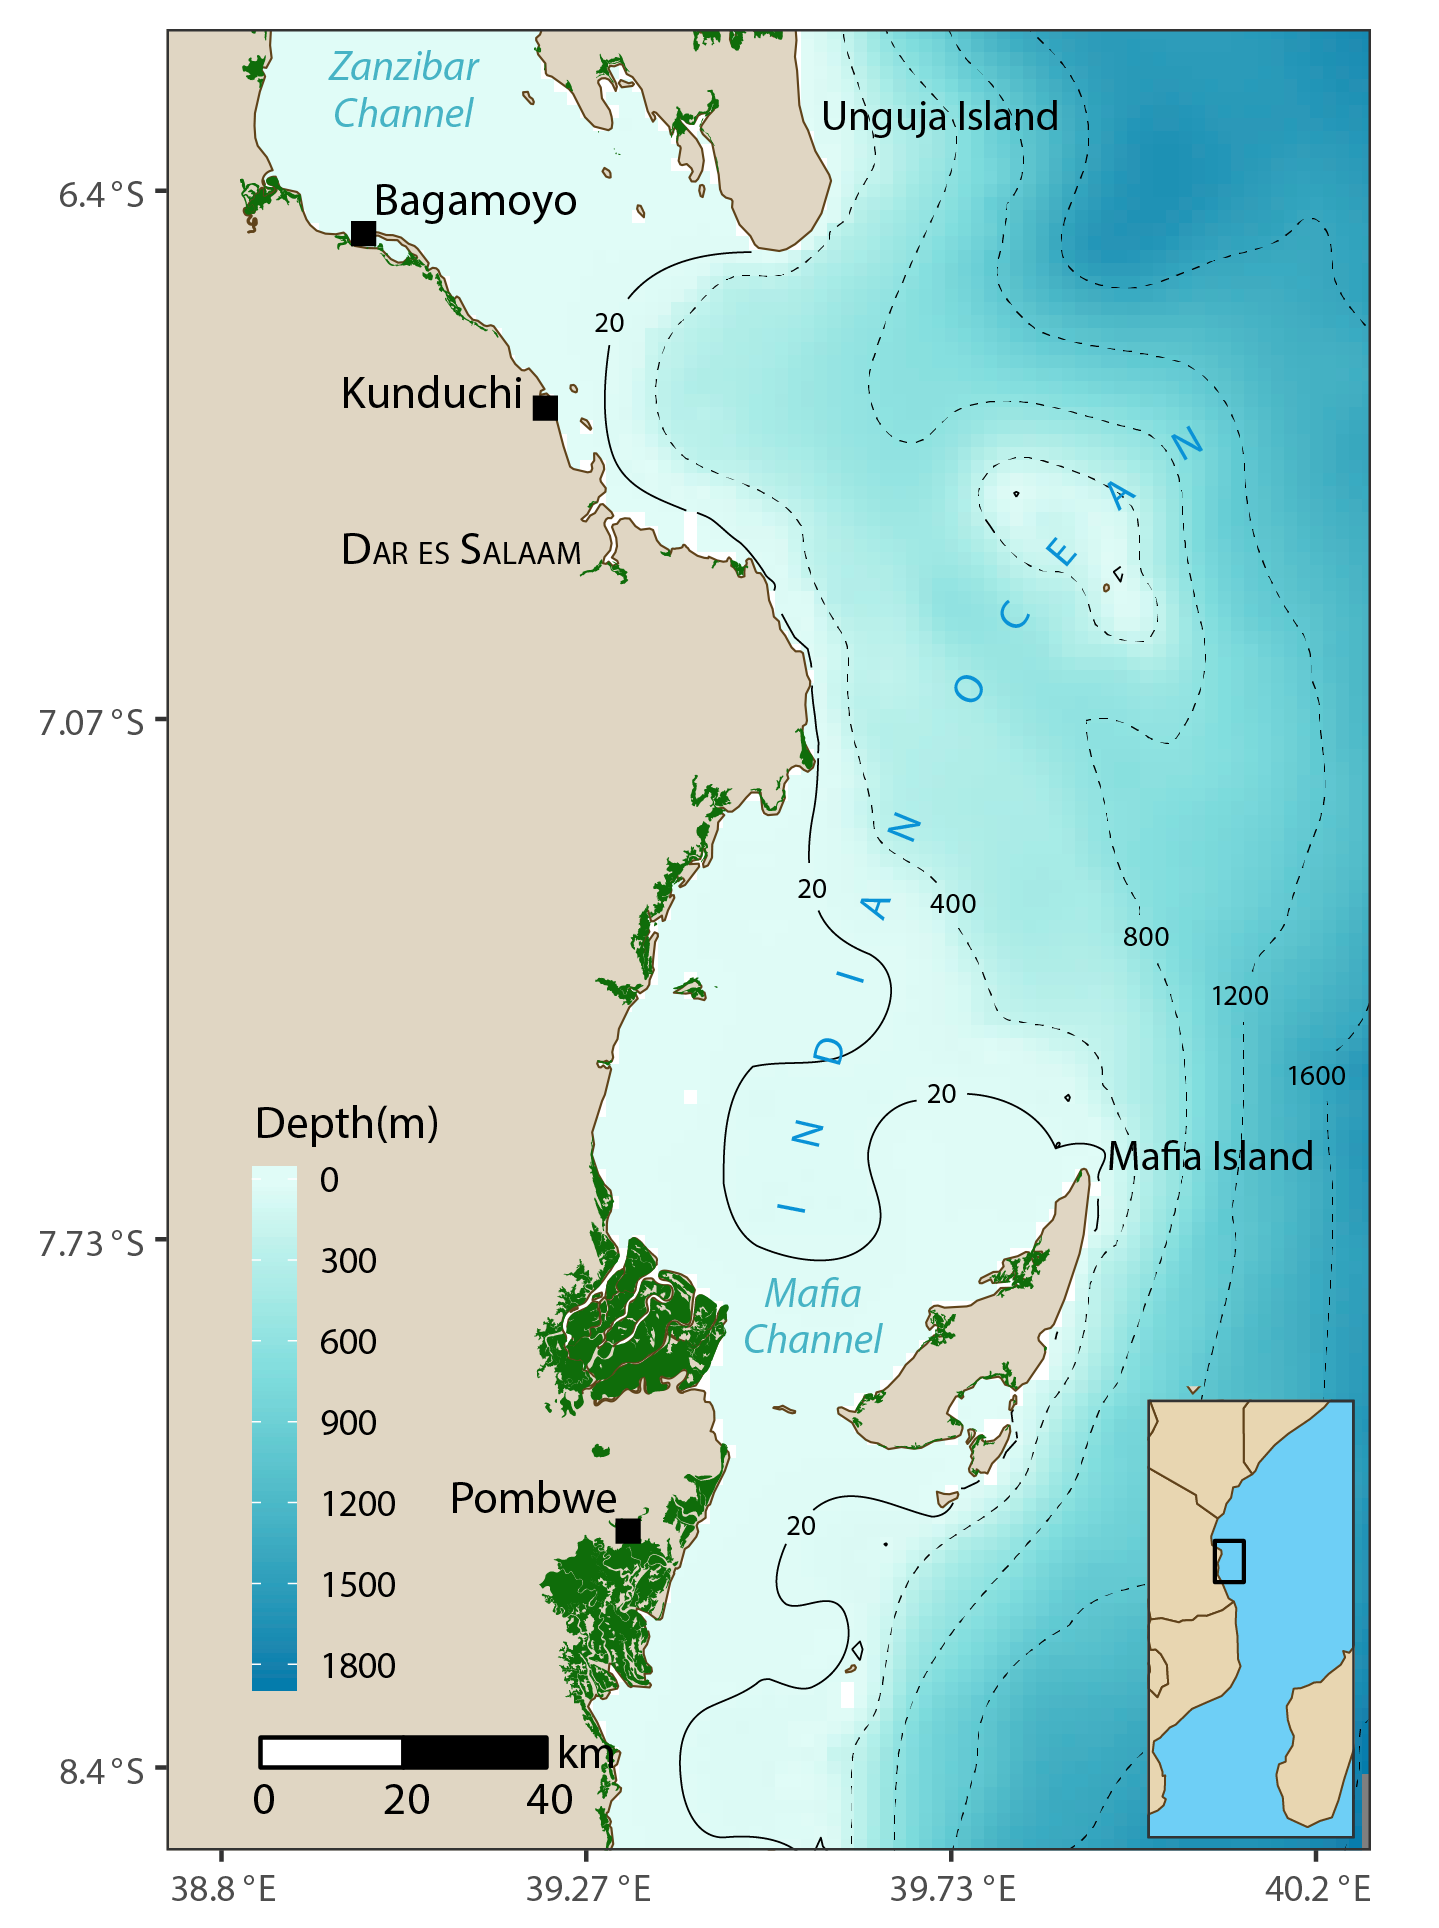 Zanzibar
Channel
Unguja Island
6.4 °S
Bagamoyo
20
Kunduchi
DAR ES SALAAM
7.07 °S
INDIAN OCEAN
20
400
800
1200
1600
20
Depth(m)
0
300
600
900
1200
1500
1800
Mafia Island
7.73 °S
Mafia
Channel
Pombwe
20
km
0 20 40
8.4 °S
38.8 °E 39.27 °E 39.73 °E 40.2 °E